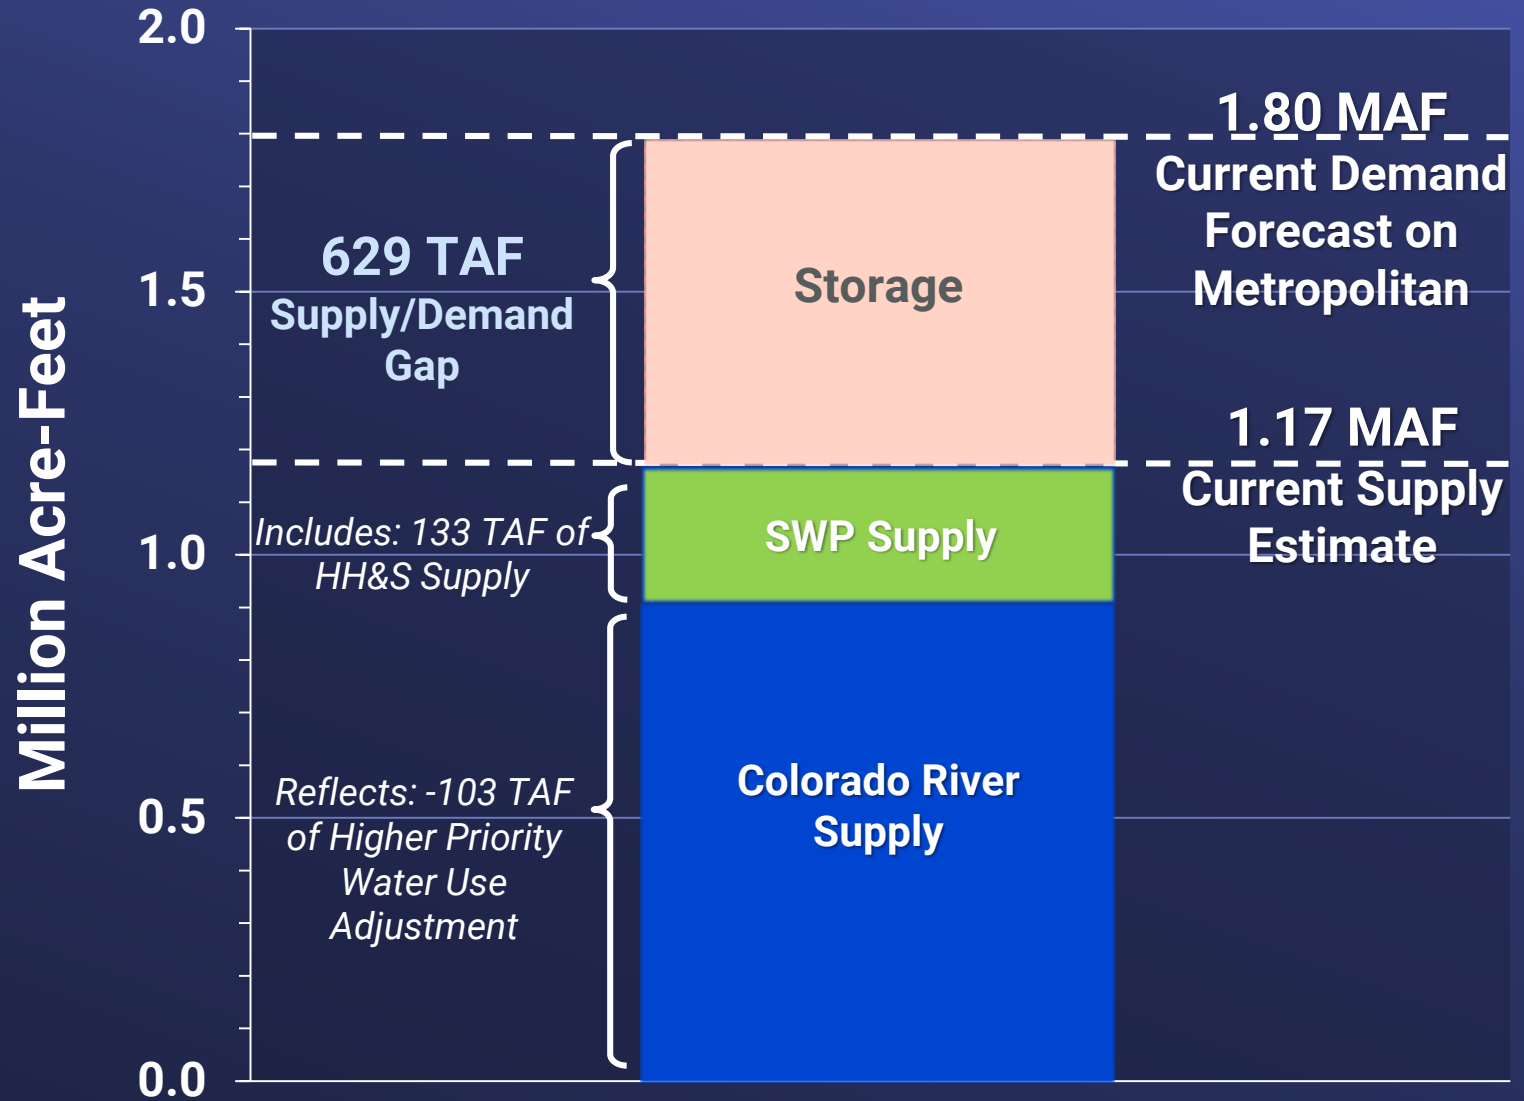 Million Acre-Feet
2.0
1.5
1.0
0.5
0.0
629 TAF
Supply/Demand
Gap
Includes: 133 TAF of
HH&S Supply
Reflects: -103 TAF
of Higher Priority
Water Use
Adjustment
Storage
SWP Supply
Colorado River
Supply
1.80 MAF
Current Demand
Forecast on
Metropolitan
1.17 MAF
Current Supply
Estimate